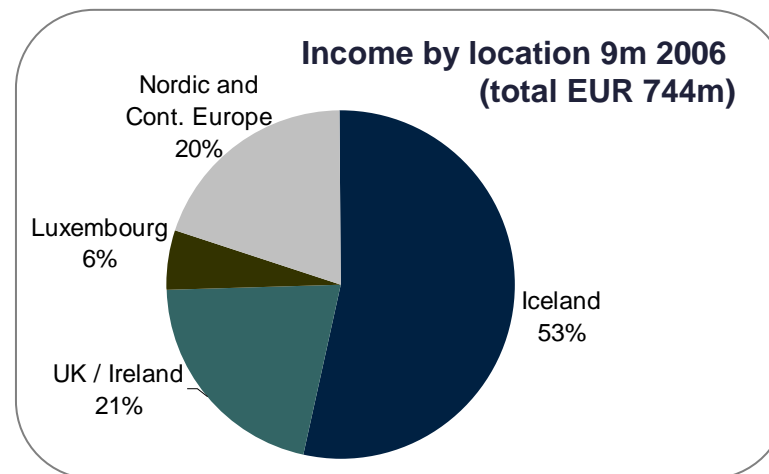 Income by location 9m 2006
(total EUR 744m)
Nordic and
Cont. Europe
20%
Luxembourg
6%
Iceland
53%
UK / Ireland
21%